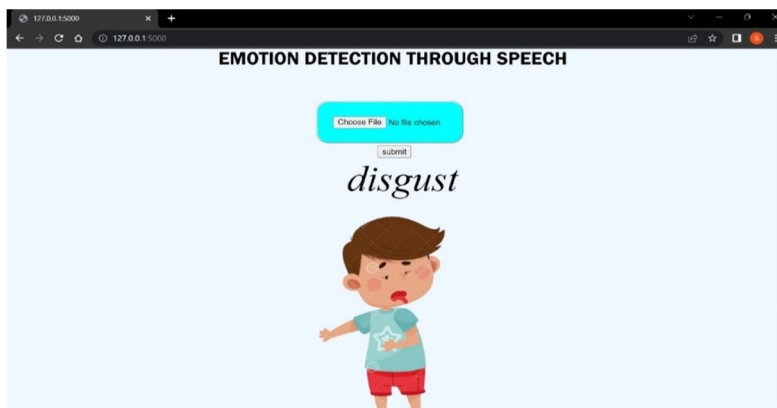 127.0.0.1:5000
127.0.0.1:5000
EMOTION DETECTION THROUGH SPEECH
Choose File No file chosen
submit
disgust